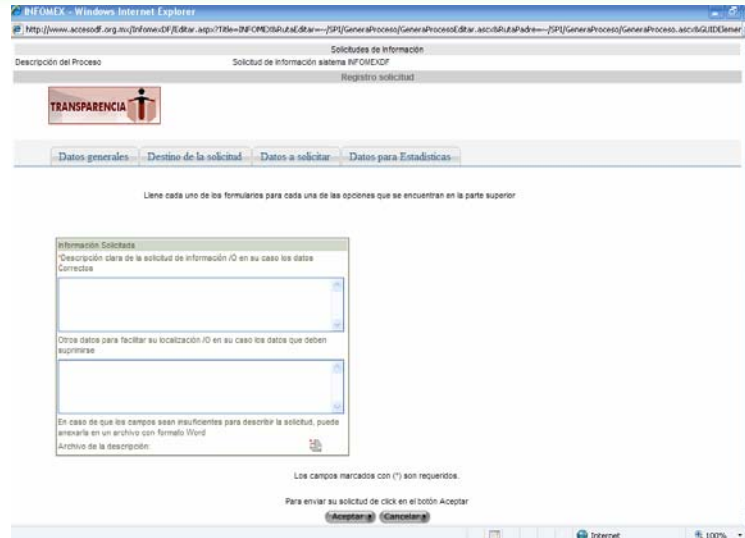 INFOMEX - Windows Internet Explorer
Solicitudes de Información
Descripción del Proceso Solicitud de información sistema INFOMEXDF
Registro solicitud
TRANSPARENCIA
Datos generales Destino de la solicitud Datos a solicitar Datos para Estadísticas
Llene cada uno de los formularios para cada una de las opciones que se encuentran en la parte superior
Información Solicitada
*Descripción clara de la solicitud de información /O en su caso los datos
Correctos
Otros datos para facilitar su localización /O en su caso los datos que deben
suprimirse
En caso de que los campos sean insuficientes para describir la solicitud, puede
anexarla en un archivo con formato Word
Archivo de la descripción:
Los campos marcados con (*) son requeridos.
Para enviar su solicitud de click en el botón Aceptar
Aceptar Cancelar
Internet 100%